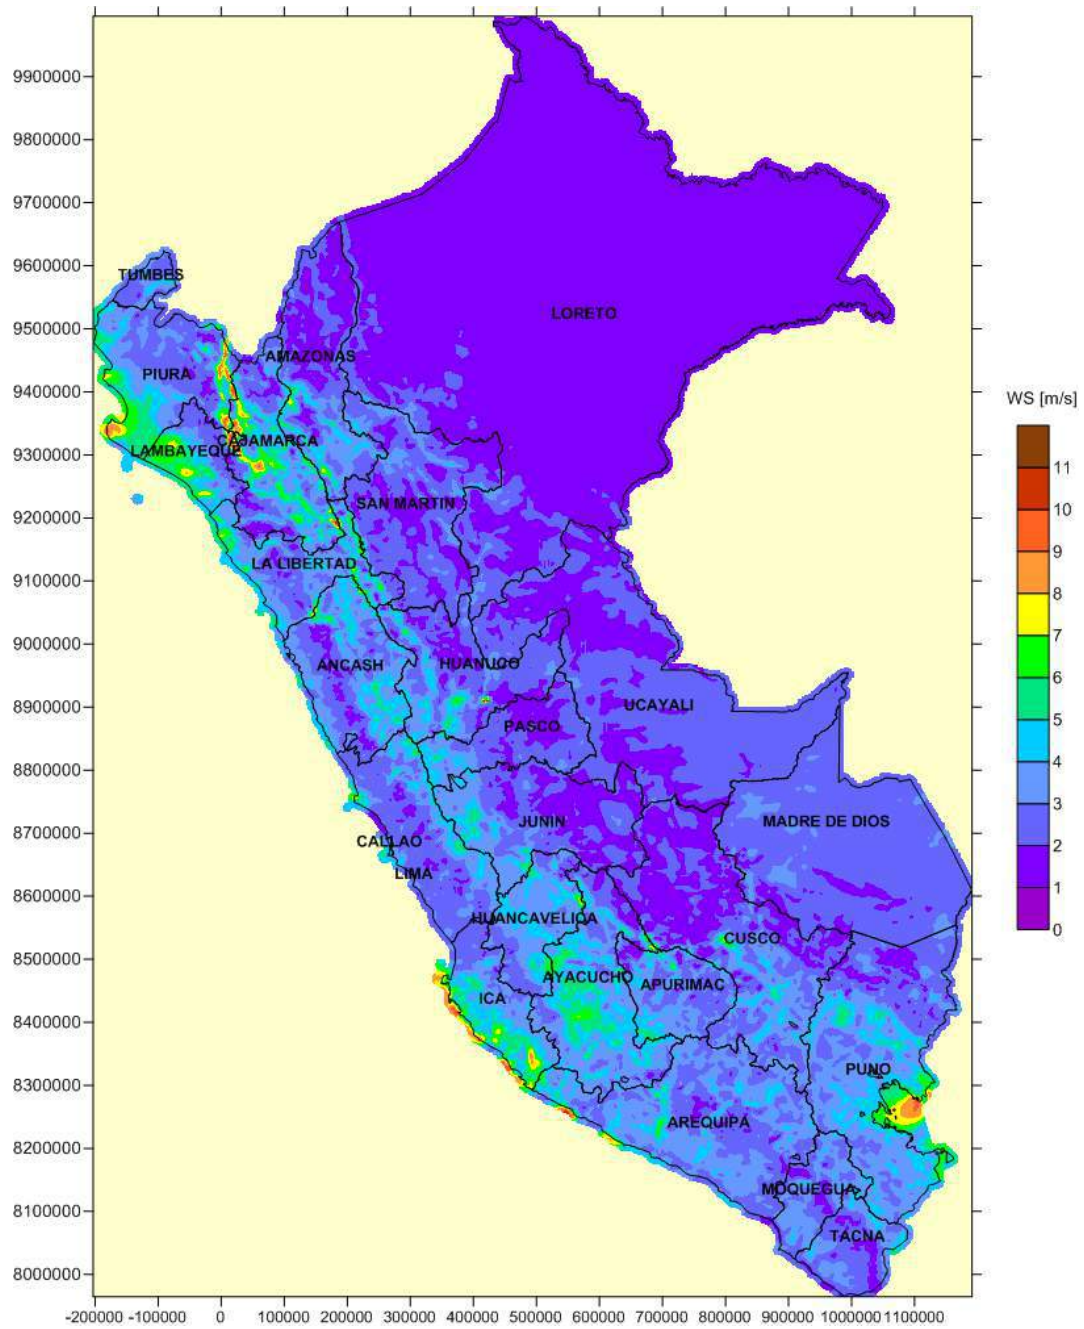 9900000
9800000
9700000
9600000
TUMBES
9500000
LORETO
AMAZONAS
PIURA
9400000
WS [m/s]
CAJAMARCA
LAMBAYEQUE
9300000
11
10
SAN MARTIN
9200000
9
LA LIBERTAD
9100000
8
7
9000000
HUANUCO
ANCASH
6
8900000
UCAYALI
PASCO
5
4
8800000
3
JUNIN
MADRE DE DIOS
8700000
CALLAO
2
LIMA
1
8600000
HUANCAVELICA
0
CUSCO
8500000
AYACUCHO
APURIMAC
ICA
8400000
PUNO
8300000
AREQUIPA
8200000
MOQUEGUA
8100000
TACNA
8000000
-200000 -100000 0 100000 200000 300000 400000 500000 600000 700000 800000 900000 1000000 1100000